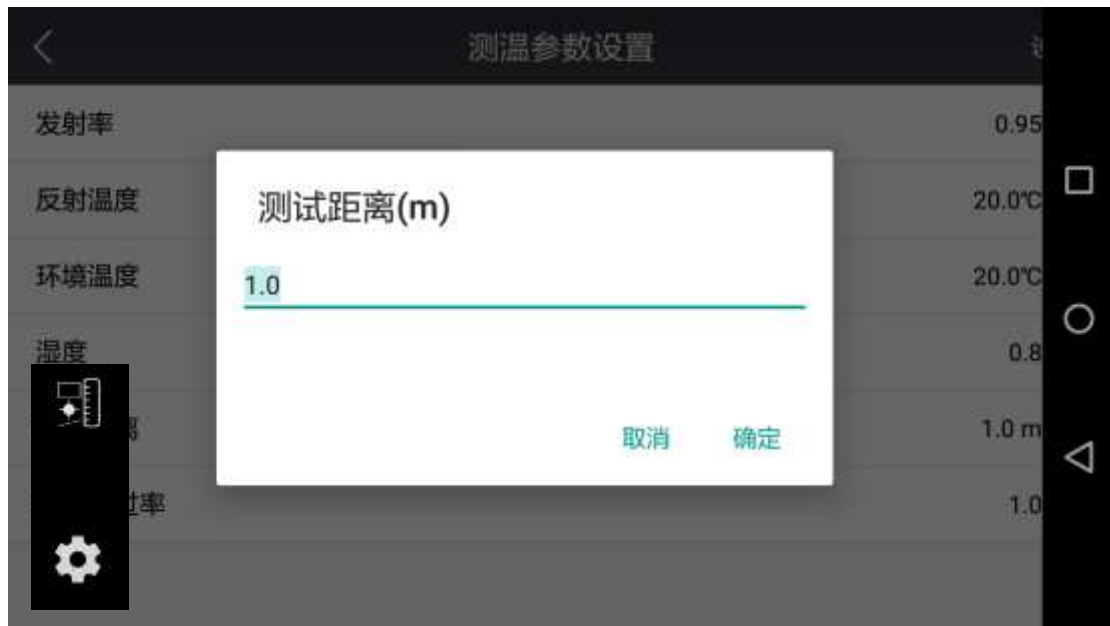 测温参数设置
发射率 0.95
反射温度 20.0℃
测试距离(m)
环境温度 20.0℃
1.0
湿度 0.8
1.0 m
取消 确定
过率 1.0